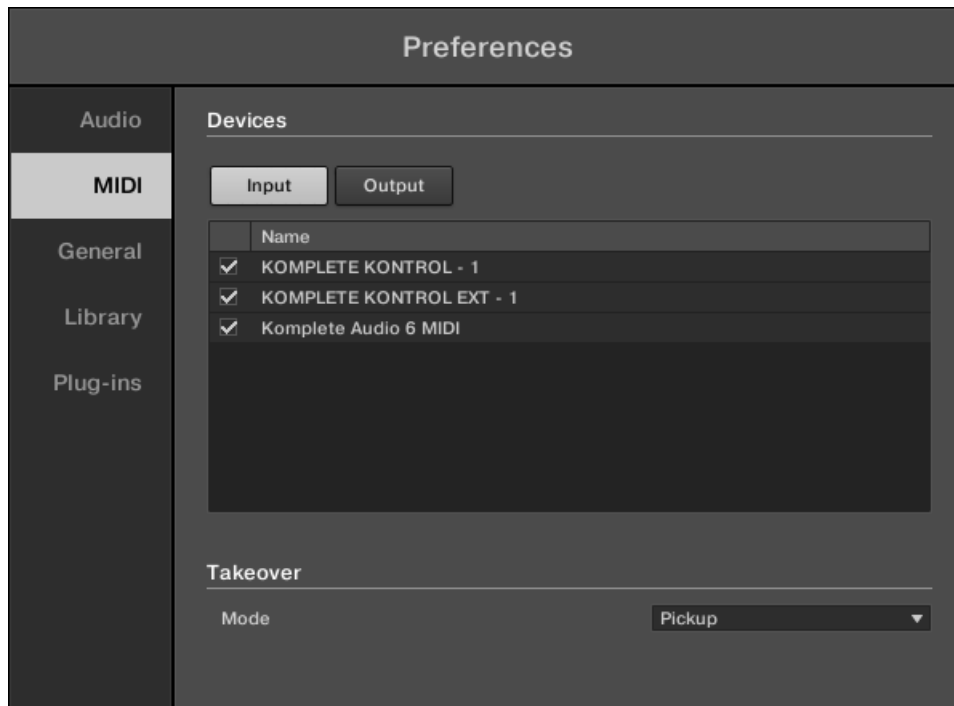 Preferences
Audio
MIDI
General
Library
Plug-ins
Devices
Input Output
Name
KOMPLETE KONTROL - 1
KOMPLETE KONTROL EXT - 1
Komplete Audio 6 MIDI
Takeover
Mode Pickup